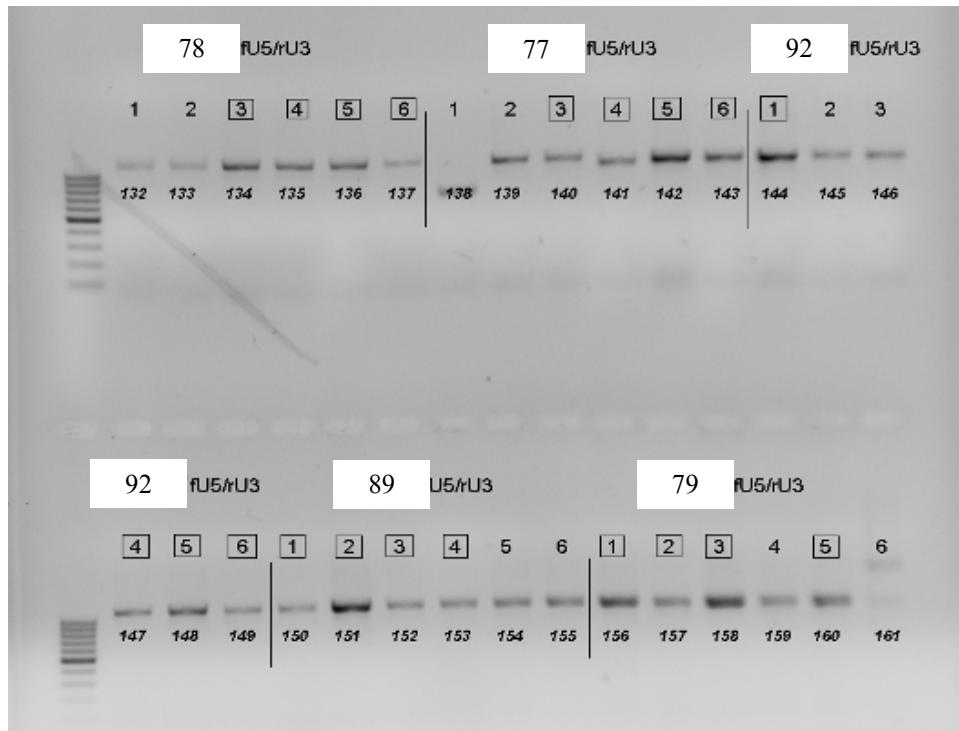 78 fU5/rU3 77 fU5/rU3 92 fU5/rU3
1 2 3 4 5 6 1 2 3 4 5 6 1 2 3
132 133 134 135 136 137 138 139 140 141 142 143 144 145 146
92 fU5/rU3 89 U5/rU3 79 fU5/rU3
4 5 6 1 2 3 4 5 6 1 2 3 4 5 6
147 148 149 150 151 152 153 154 155 156 157 158 159 160 161